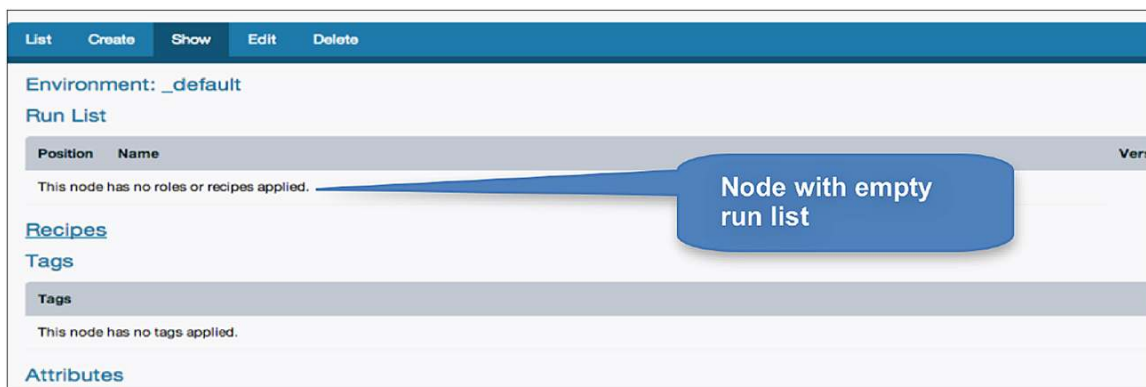 List Create Show Edit Delete
Environment: _default
Run List
Position Name Vers
This node has no roles or recipes applied.
Node with empty
run list
Recipes
Tags
Tags
This node has no tags applied.
Attributes